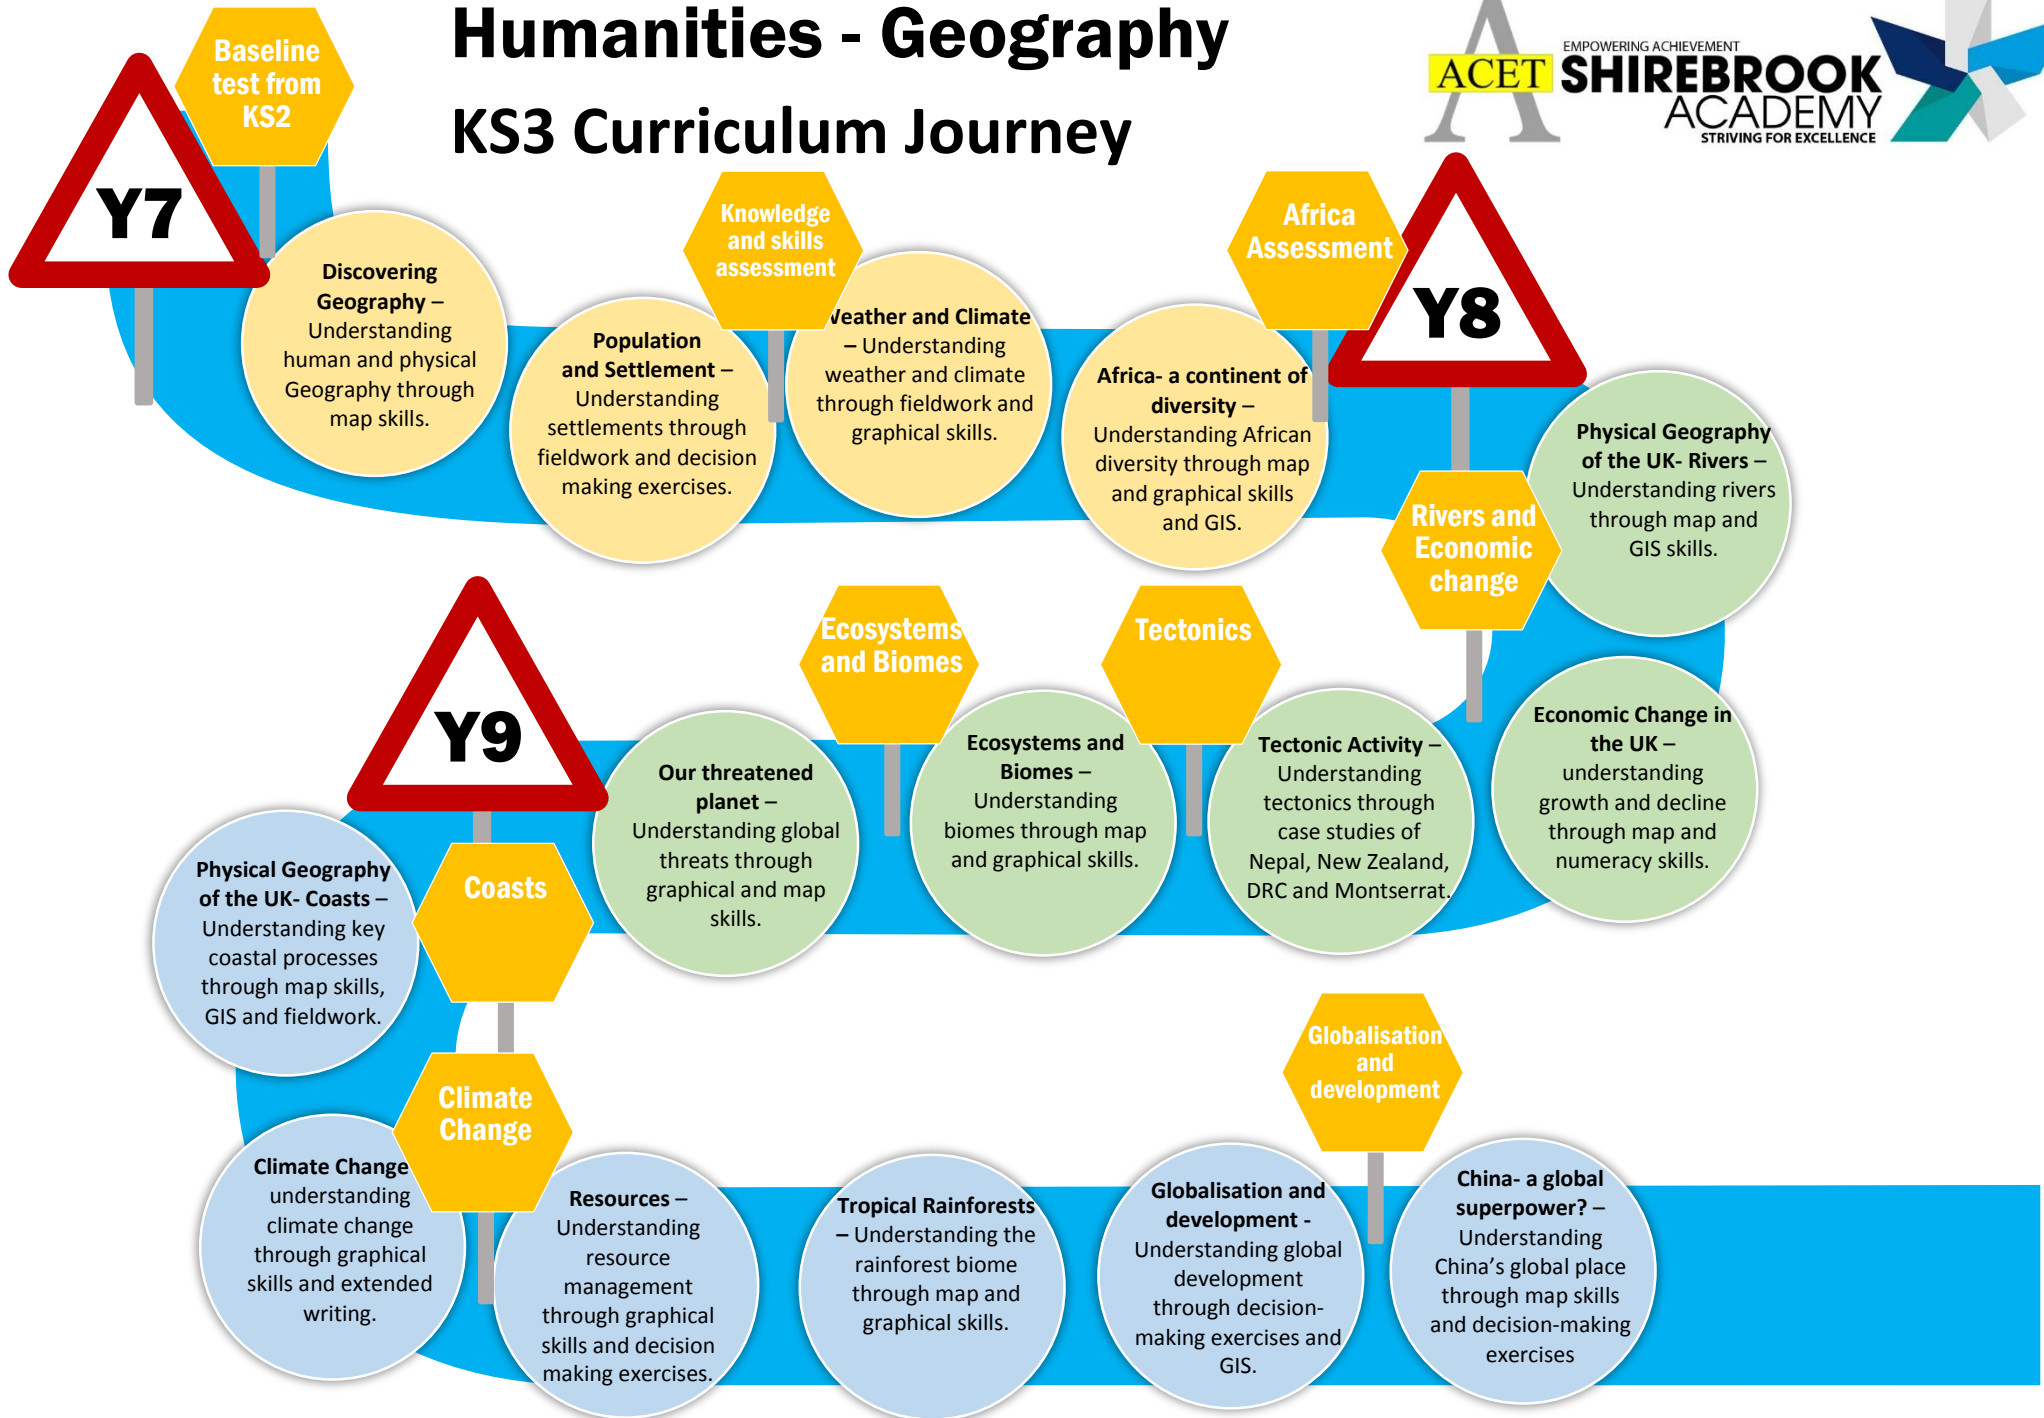 Humanities - Geography
KS3 Curriculum Journey
ACET
EMPOWERING ACHIEVEMENT
SHIREBROOK
ACADEMY
STRIVING FOR EXCELLENCE
Y7
Baseline
test from
KS2
Discovering
Geography –
Understanding
human and physical
Geography through
map skills.
Population
and Settlement –
Understanding
settlements through
fieldwork and decision
making exercises.
Knowledge
and skills
assessment
Weather and Climate
– Understanding
weather and climate
through fieldwork and
graphical skills.
Africa- a continent of
diversity –
Understanding African
diversity through map
and graphical skills
and GIS.
Africa
Assessment
Y8
Physical Geography
of the UK- Rivers –
Understanding rivers
through map and
GIS skills.
Rivers and
Economic
change
Economic Change in
the UK –
understanding
growth and decline
through map and
numeracy skills.
Tectonic Activity –
Understanding
tectonics through
case studies of
Nepal, New Zealand,
DRC and Montserrat.
Tectonics
Ecosystems and
Biomes –
Understanding
biomes through map
and graphical skills.
Ecosystems
and Biomes
Our threatened
planet –
Understanding global
threats through
graphical and map
skills.
Y9
Physical Geography
of the UK- Coasts –
Understanding key
coastal processes
through map skills,
GIS and fieldwork.
Coasts
Climate Change
understanding
climate change
through graphical
skills and extended
writing.
Climate
Change
Resources –
Understanding
resource
management
through graphical
skills and decision
making exercises.
Tropical Rainforests
– Understanding the
rainforest biome
through map and
graphical skills.
Globalisation and
development -
Understanding global
development
through decision-
making exercises and
GIS.
Globalisation
and
development
China- a global
superpower? –
Understanding
China's global place
through map skills
and decision-making
exercises